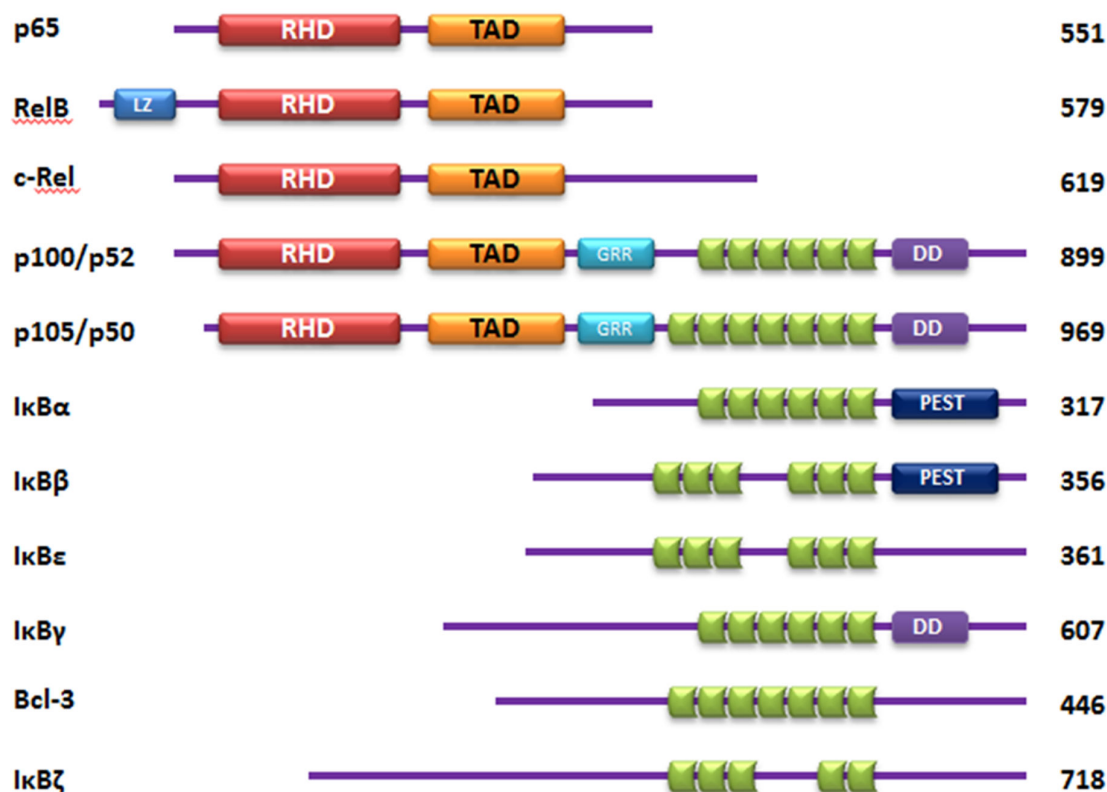 p65 RHD TAD 551
RelB LZ RHD TAD 579
c-Rel RHD TAD 619
p100/p52 RHD TAD GRR DD 899
p105/p50 RHD TAD GRR DD 969
IκBα PEST 317
IκBβ PEST 356
IκBε 361
IκBγ DD 607
Bcl-3 446
IκBζ 718